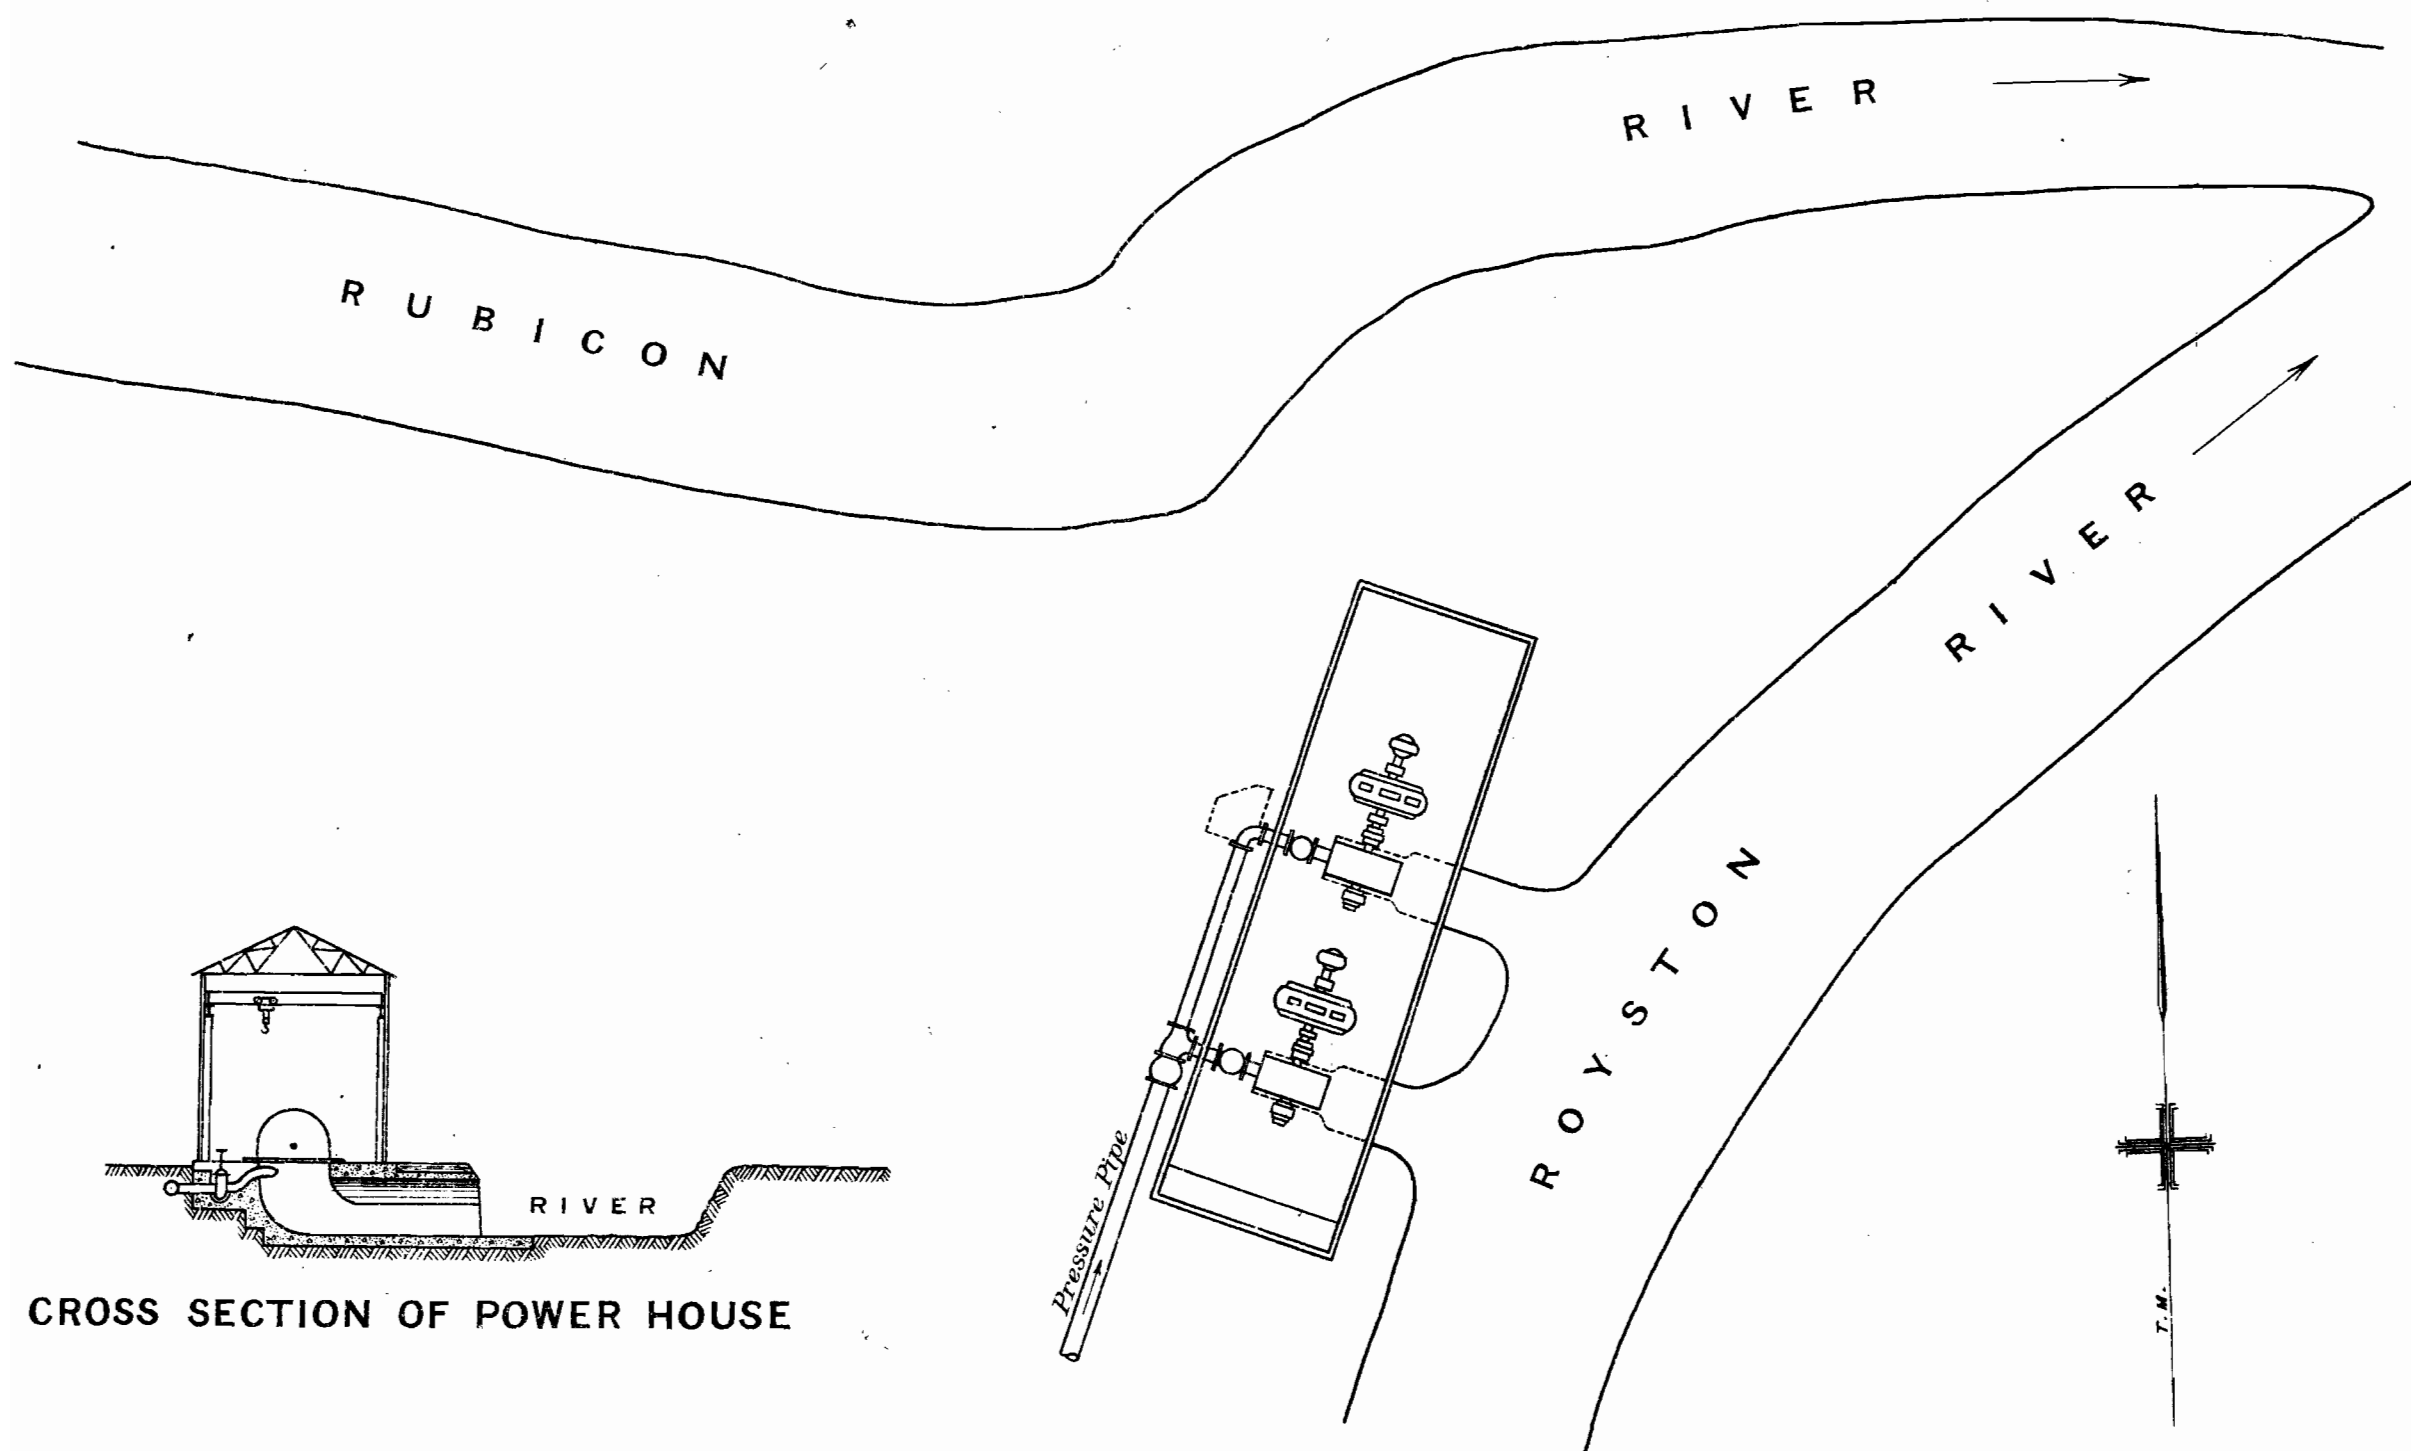 RUBICON RIVER
ROYSTON RIVER
Pressure Pipe
RIVER
CROSS SECTION OF POWER HOUSE
T. M.